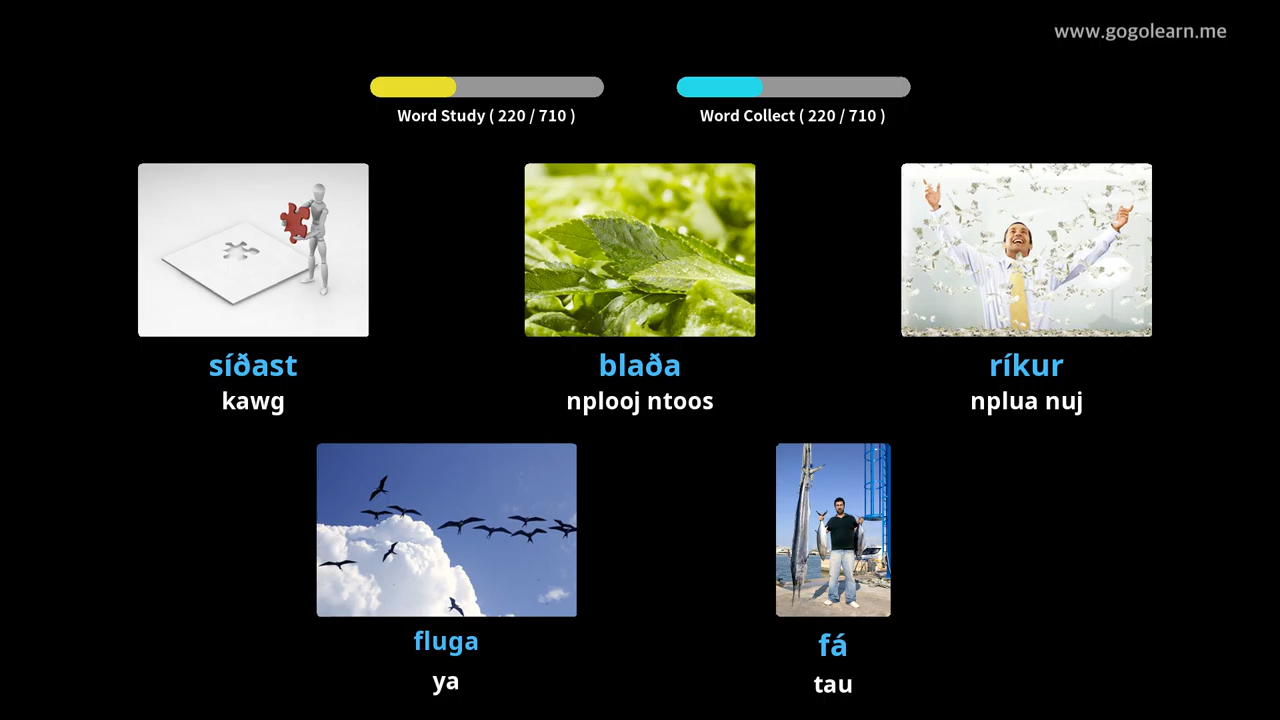 www.gogolearn.me
Word Study ( 220 / 710 )
Word Collect ( 220 / 710 )
síðast
kawg
blaða
nplooj ntoos
ríkur
nplua nuj
fluga
ya
fá
tau